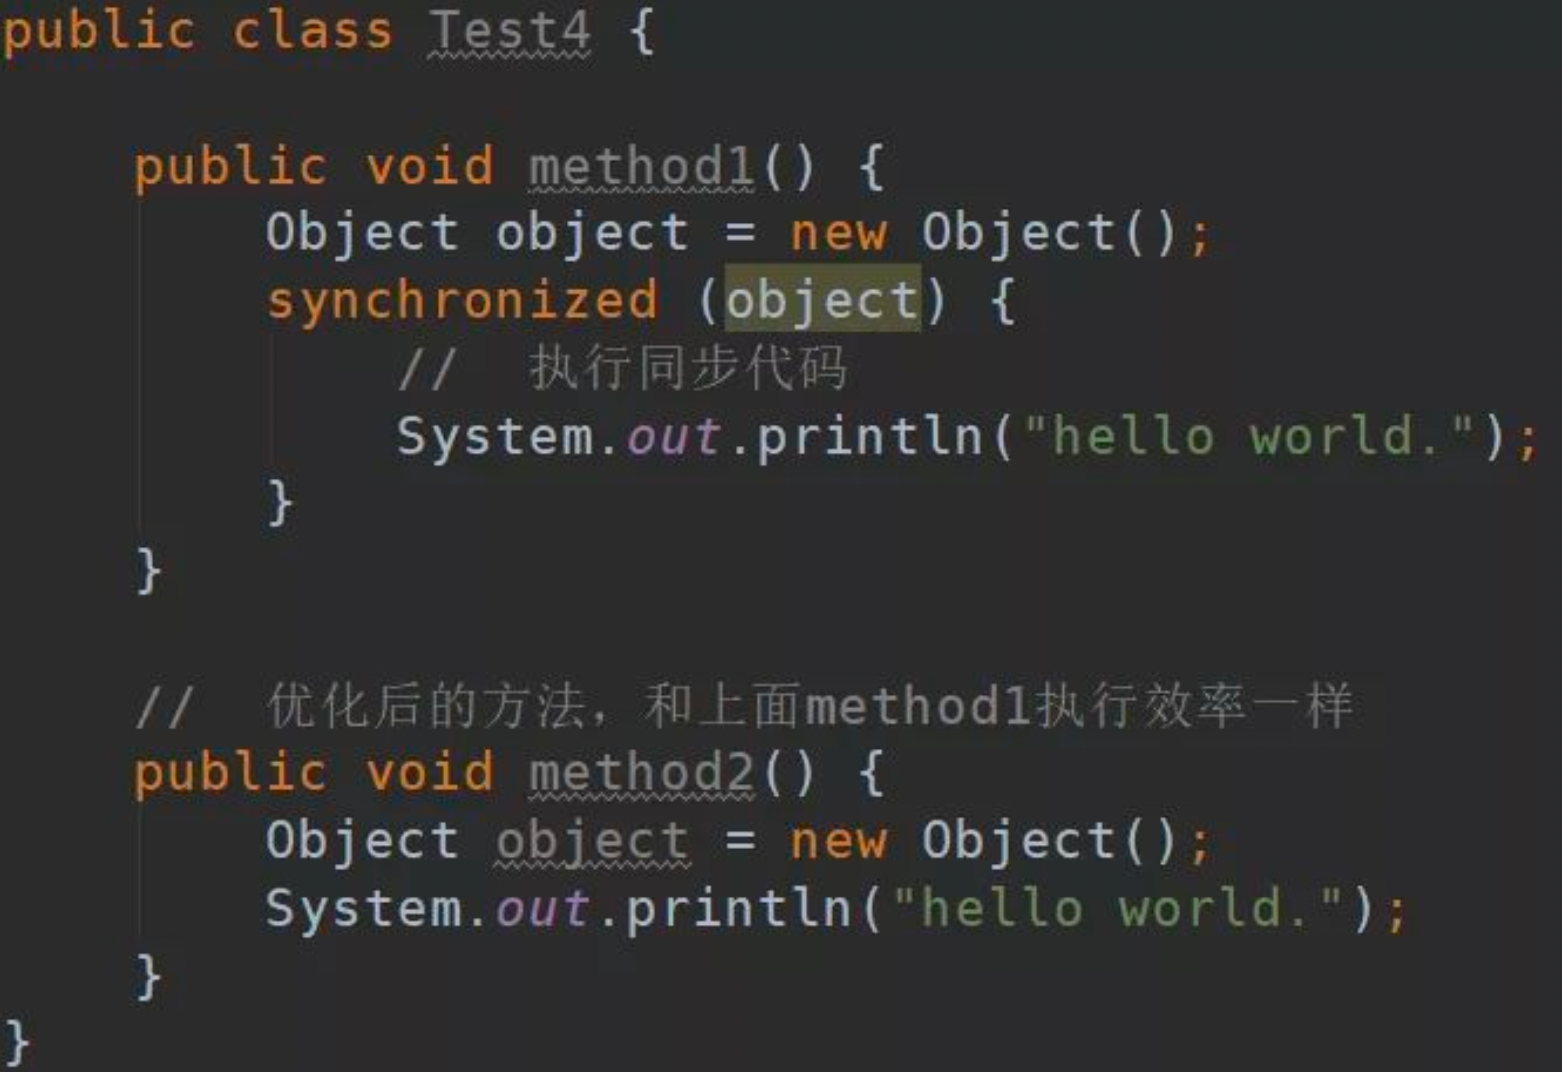 public class Test4 {
public void method1() {
Object object = new Object();
synchronized (object) {
// 执行同步代码
System.out.println("hello world.");
}
}
// 优化后的方法，和上面method1执行效率一样
public void method2() {
Object object = new Object();
System.out.println("hello world.");
}
}